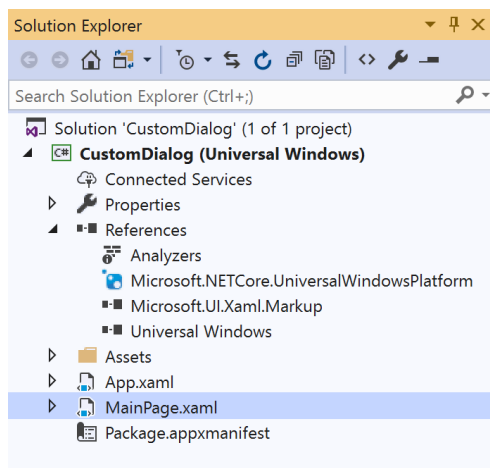 Solution Explorer
Search Solution Explorer (Ctrl+;)
Solution 'CustomDialog' (1 of 1 project)
C# CustomDialog (Universal Windows)
Connected Services
Properties
References
Analyzers
Microsoft.NETCore.UniversalWindowsPlatform
Microsoft.UI.Xaml.Markup
Universal Windows
Assets
App.xaml
MainPage.xaml
Package.appxmanifest